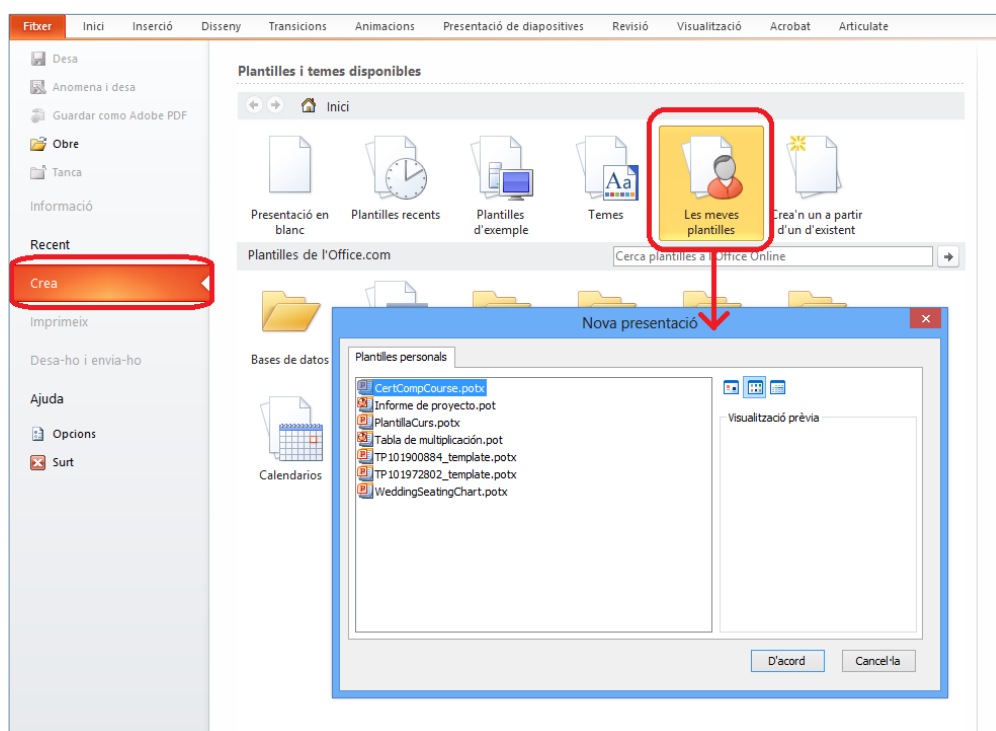 Fitxer Inici Inserció Disseny Transicions Animacions Presentació de diapositives Revisió Visualització Acrobat Articulate
Desa
Anomena i desa
Guardar como Adobe PDF
Obre
Tanca
Informació
Recent
Crea
Imprimeix
Desa-ho i envia-ho
Ajuda
Opcions
Surt
Plantilles i temes disponibles
Inici
Presentació en
blanc
Plantilles recents
Plantilles
d'exemple
Aa
Temes
Les meves
plantilles
Crea'n un a partir
d'un d'existent
Plantilles de l'Office.com
Cerca plantilles a l'Office Online
Bases de datos
Calendarios
Nova presentació
Plantilles personals
CertCompCourse.potx
Informe de proyecto.pot
PlantillaCurs.potx
Tabla de multiplicación.pot
TP101900884_template.potx
TP101972802_template.potx
WeddingSeatingChart.potx
Visualització prèvia
D'acord
Cancel·la